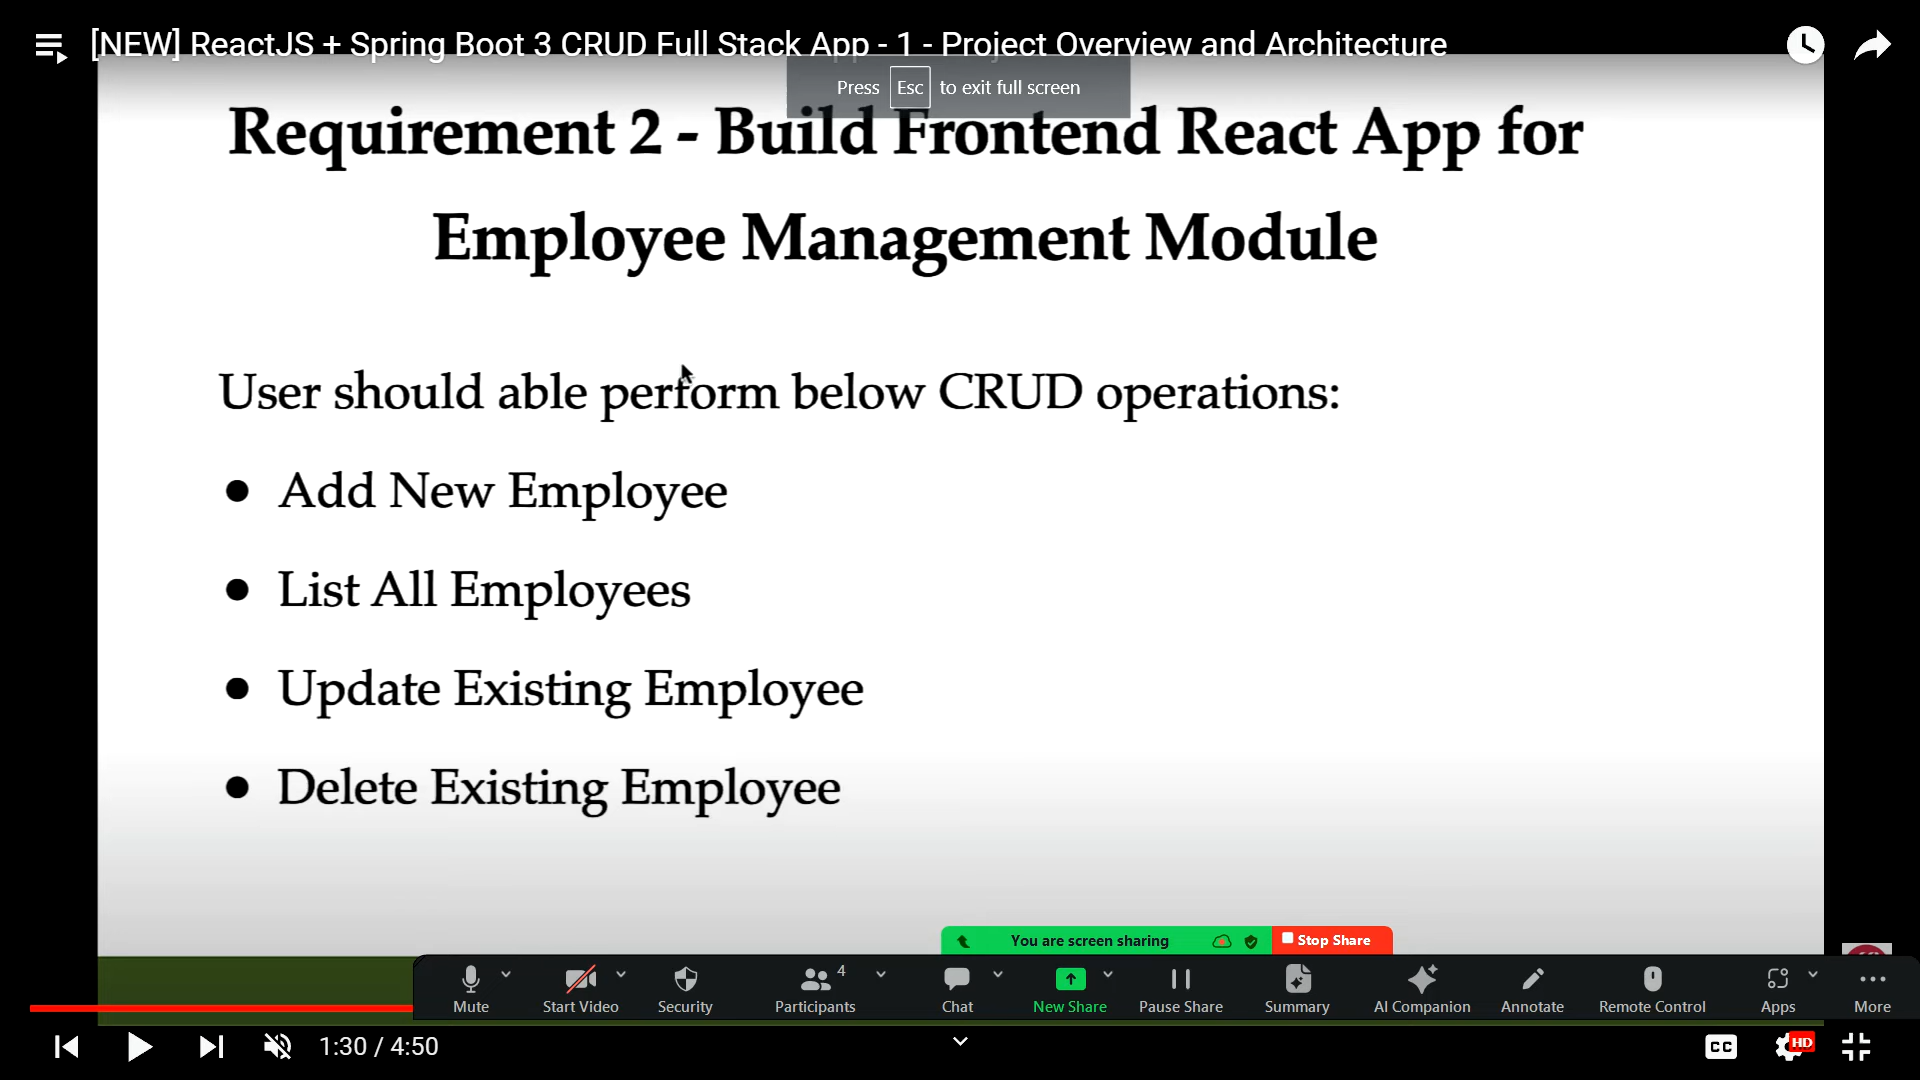 [NEW] ReactJS + Spring Boot 3 CRUD Full Stack App - 1 - Project Overview and Architecture
Press Esc to exit full screen
Requirement 2 - Build Frontend React App for
Employee Management Module
User should able perform below CRUD operations:
● Add New Employee
● List All Employees
● Update Existing Employee
● Delete Existing Employee
You are screen sharing Stop Share
4
Mute Start Video Security Participants Chat New Share Pause Share Summary AI Companion Annotate Remote Control Apps More
1:30 / 4:50 CC HD